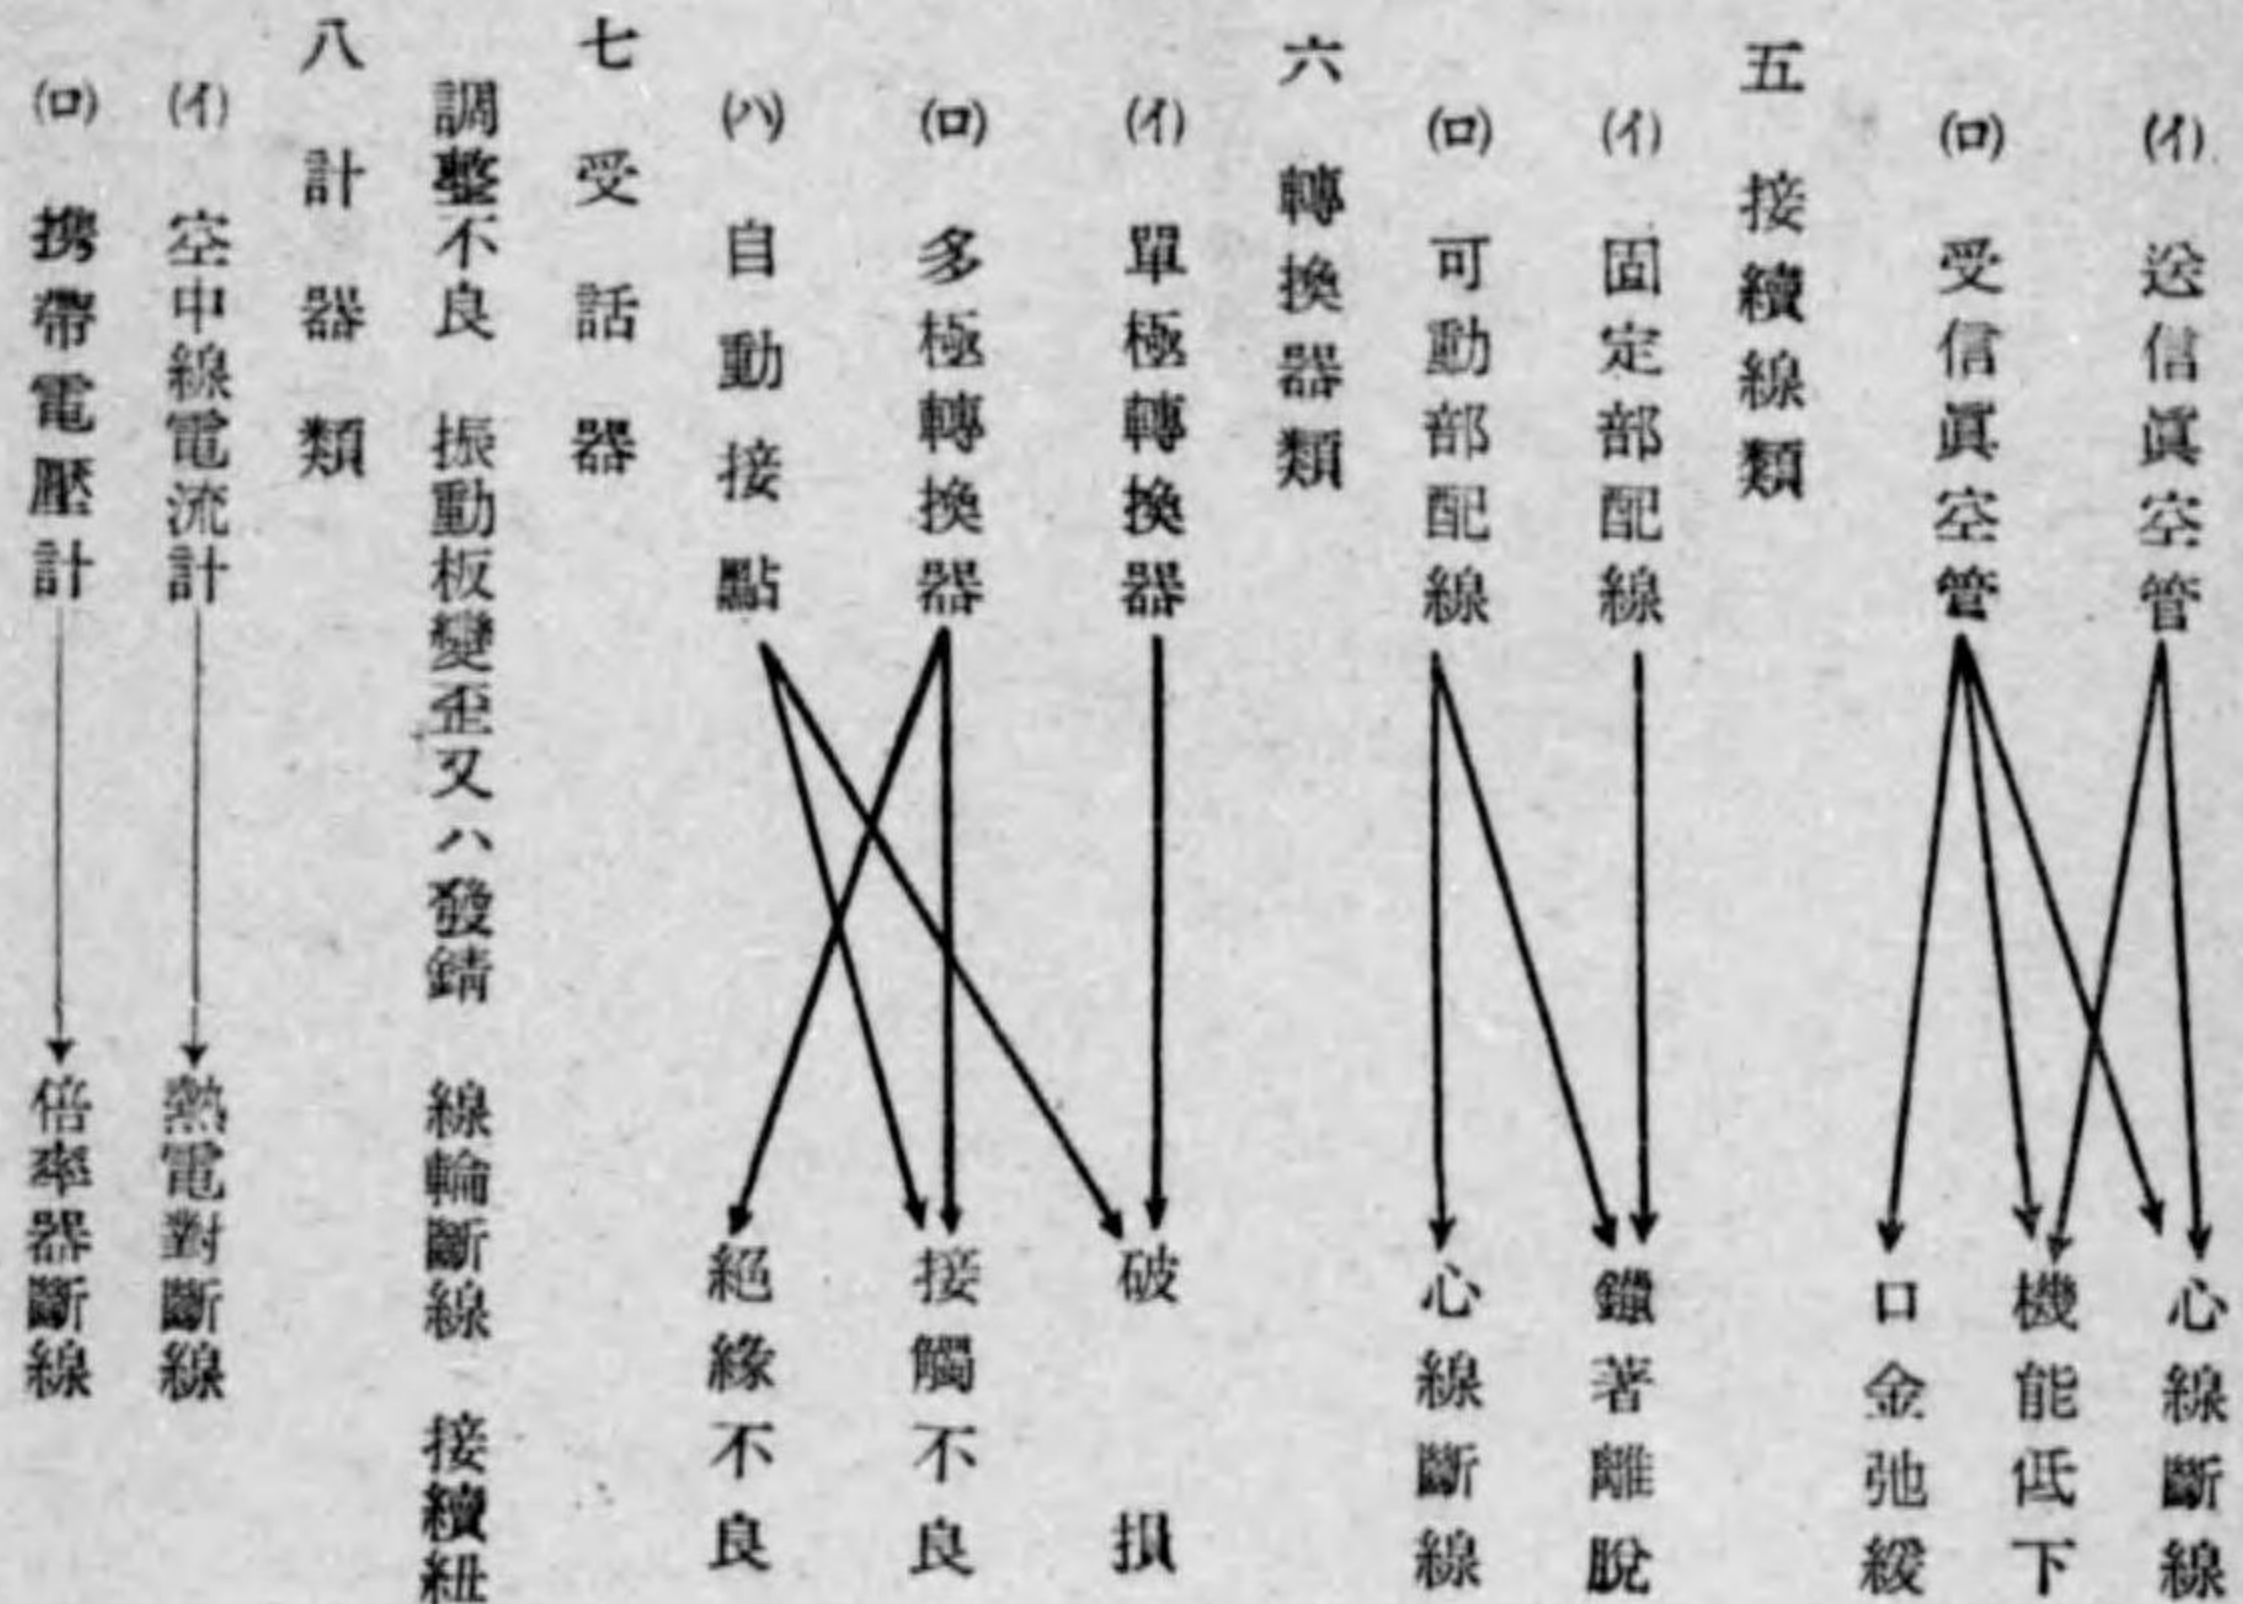 (イ) 送信眞空管
心線斷線
(ロ) 受信眞空管
機能低下
口金弛緩
五 接續線類
(イ) 固定部配線
鑞著離脫
(ロ) 可動部配線
心線斷線
六 轉換器類
(イ) 單極轉換器
破損
(ロ) 多極轉換器
接觸不良
(ハ) 自動接點
絕緣不良
七 受話器
調整不良 振動板變歪又ハ發錆 線輪斷線 接續紐
八 計器類
(イ) 空中線電流計
熱電對斷線
(ロ) 携帶電壓計
倍率器斷線